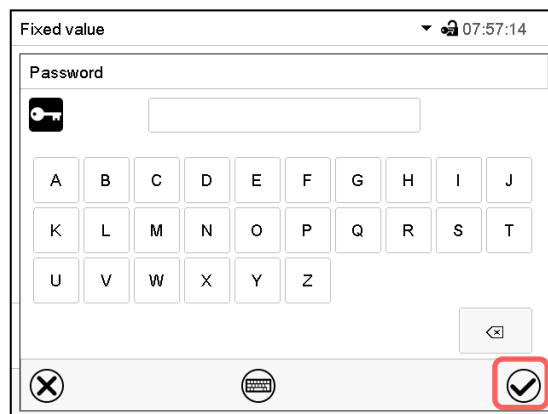 Fixed value 07:57:14
Password
A B C D E F G H I J
K L M N O P Q R S T
U V W X Y Z